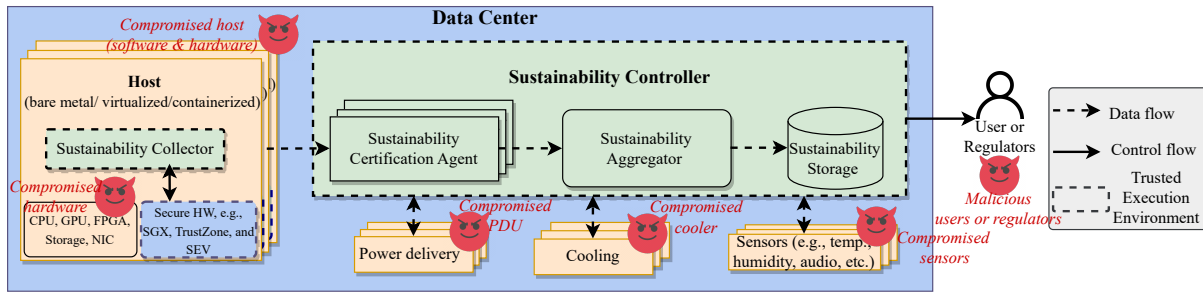 Data Center
Compromised host
(software & hardware)
Host
(bare metal/ virtualized/containerized)
Sustainability Collector
Compromised
hardware
CPU, GPU, FPGA,
Storage, NIC
Secure HW, e.g.,
SGX, TrustZone, and
SEV
Sustainability Controller
Sustainability
Certification Agent
Sustainability
Aggregator
Sustainability
Storage
Compromised
PDU
Power delivery
Compromised
cooler
Cooling
Sensors (e.g., temp.,
humidity, audio, etc.)
Compromised
sensors
User or
Regulators
Malicious
users or regulators
Data flow
Control flow
Trusted
Execution
Environment